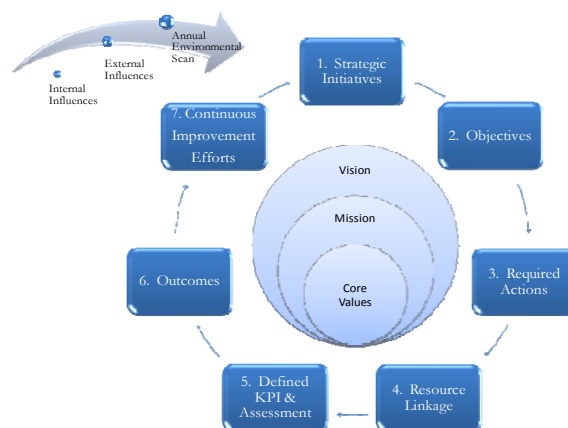 Annual
Environmental
Scan
External
Influences
Internal
Influences
1. Strategic
Initiatives
2. Objectives
3. Required
Actions
4. Resource
Linkage
5. Defined
KPI &
Assessment
6. Outcomes
7. Continuous
Improvement
Efforts
Vision
Mission
Core
Values